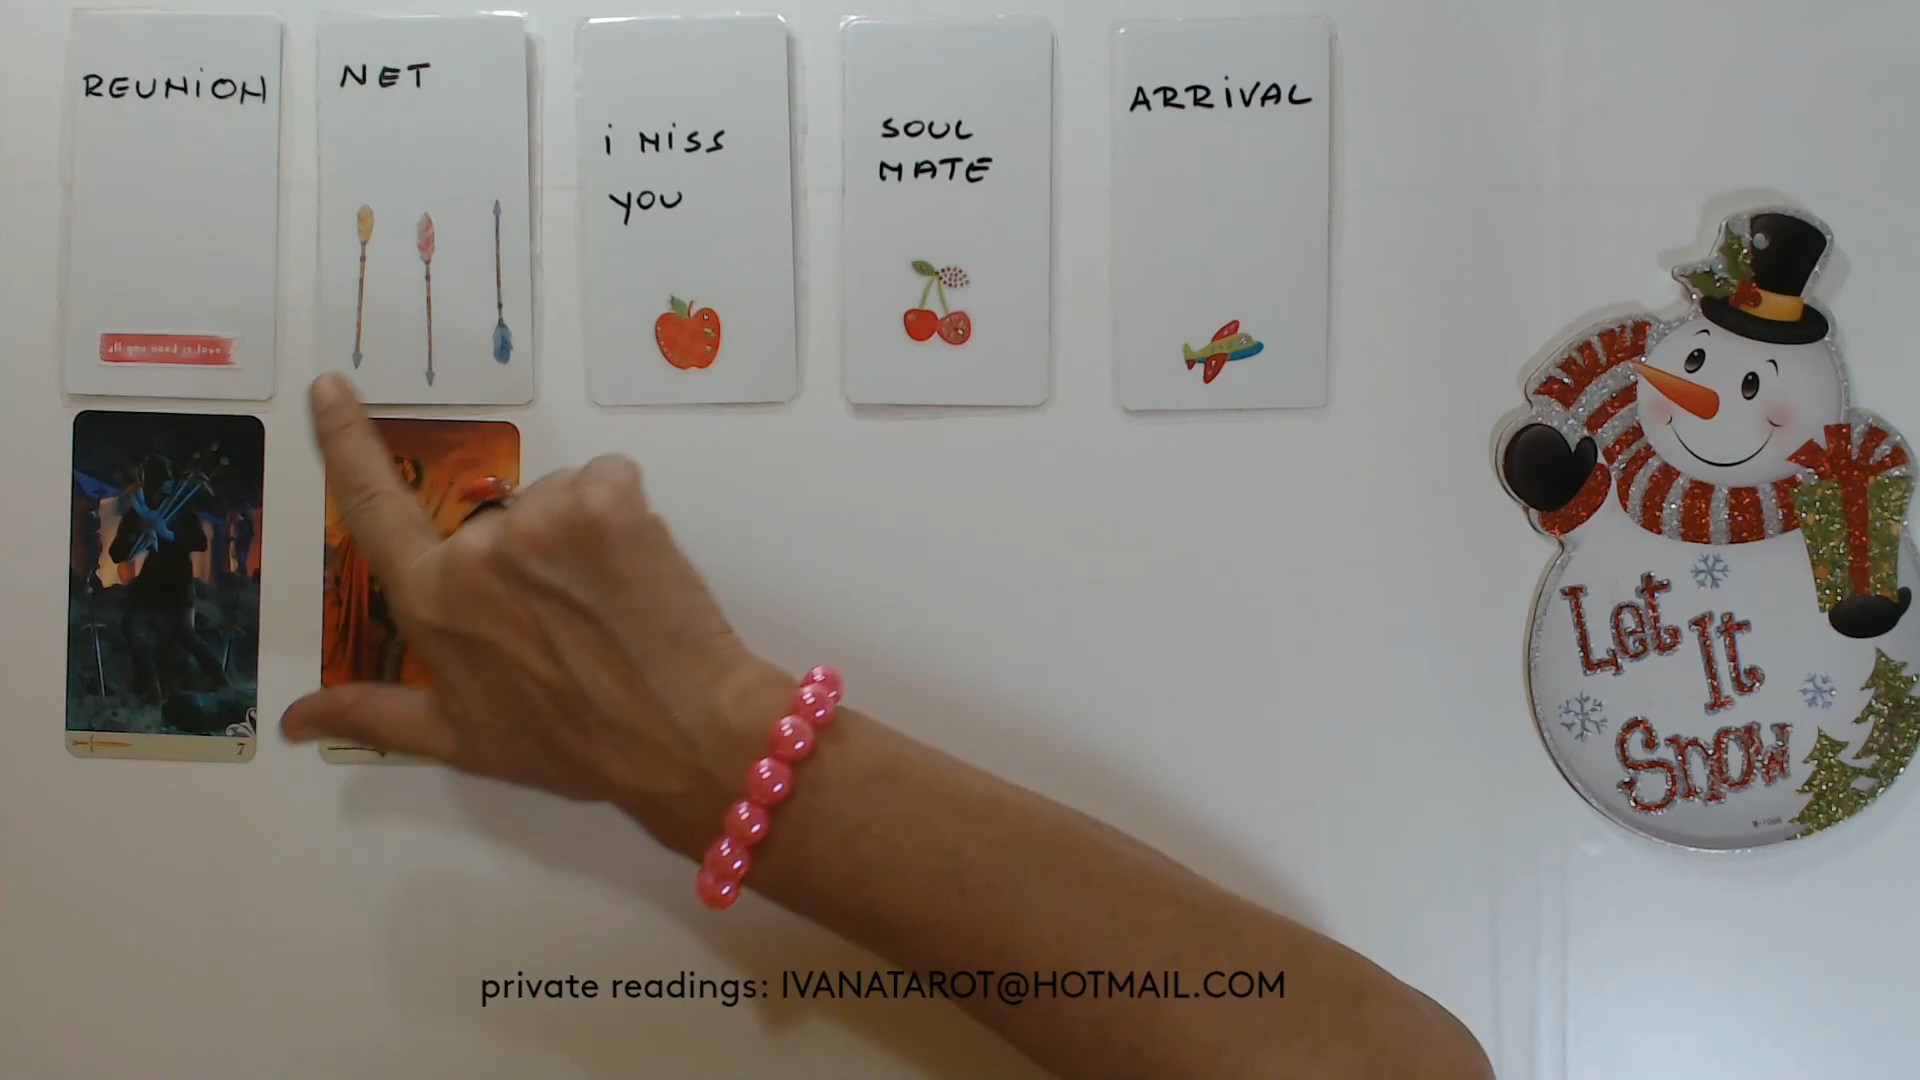 REUNION
all you need is love
NET
i MISS
YOU
SOUL
MATE
ARRIVAL
7
Let
It
Snow
private readings: IVANATAROT@HOTMAIL.COM